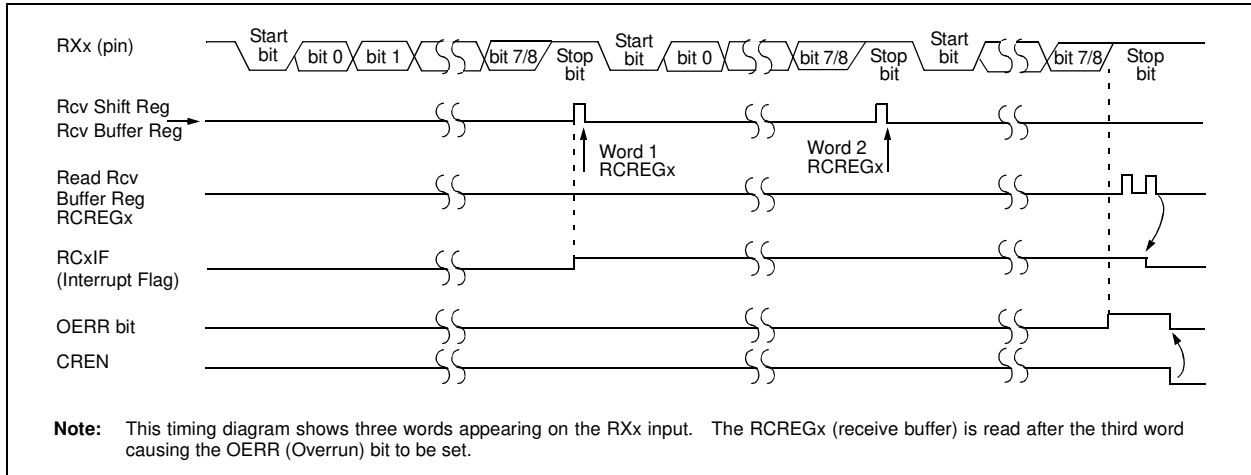 RXx (pin)
Start bit
bit 0
bit 1
bit 7/8
Stop bit
Start bit
bit 0
bit 7/8
Stop bit
Start bit
bit 7/8
Stop bit
Rcv Shift Reg
Rcv Buffer Reg
Word 1
RCREGx
Word 2
RCREGx
Read Rcv
Buffer Reg
RCREGx
RCxIF
(Interrupt Flag)
OERR bit
CREN
Note: This timing diagram shows three words appearing on the RXx input. The RCREGx (receive buffer) is read after the third word
causing the OERR (Overrun) bit to be set.